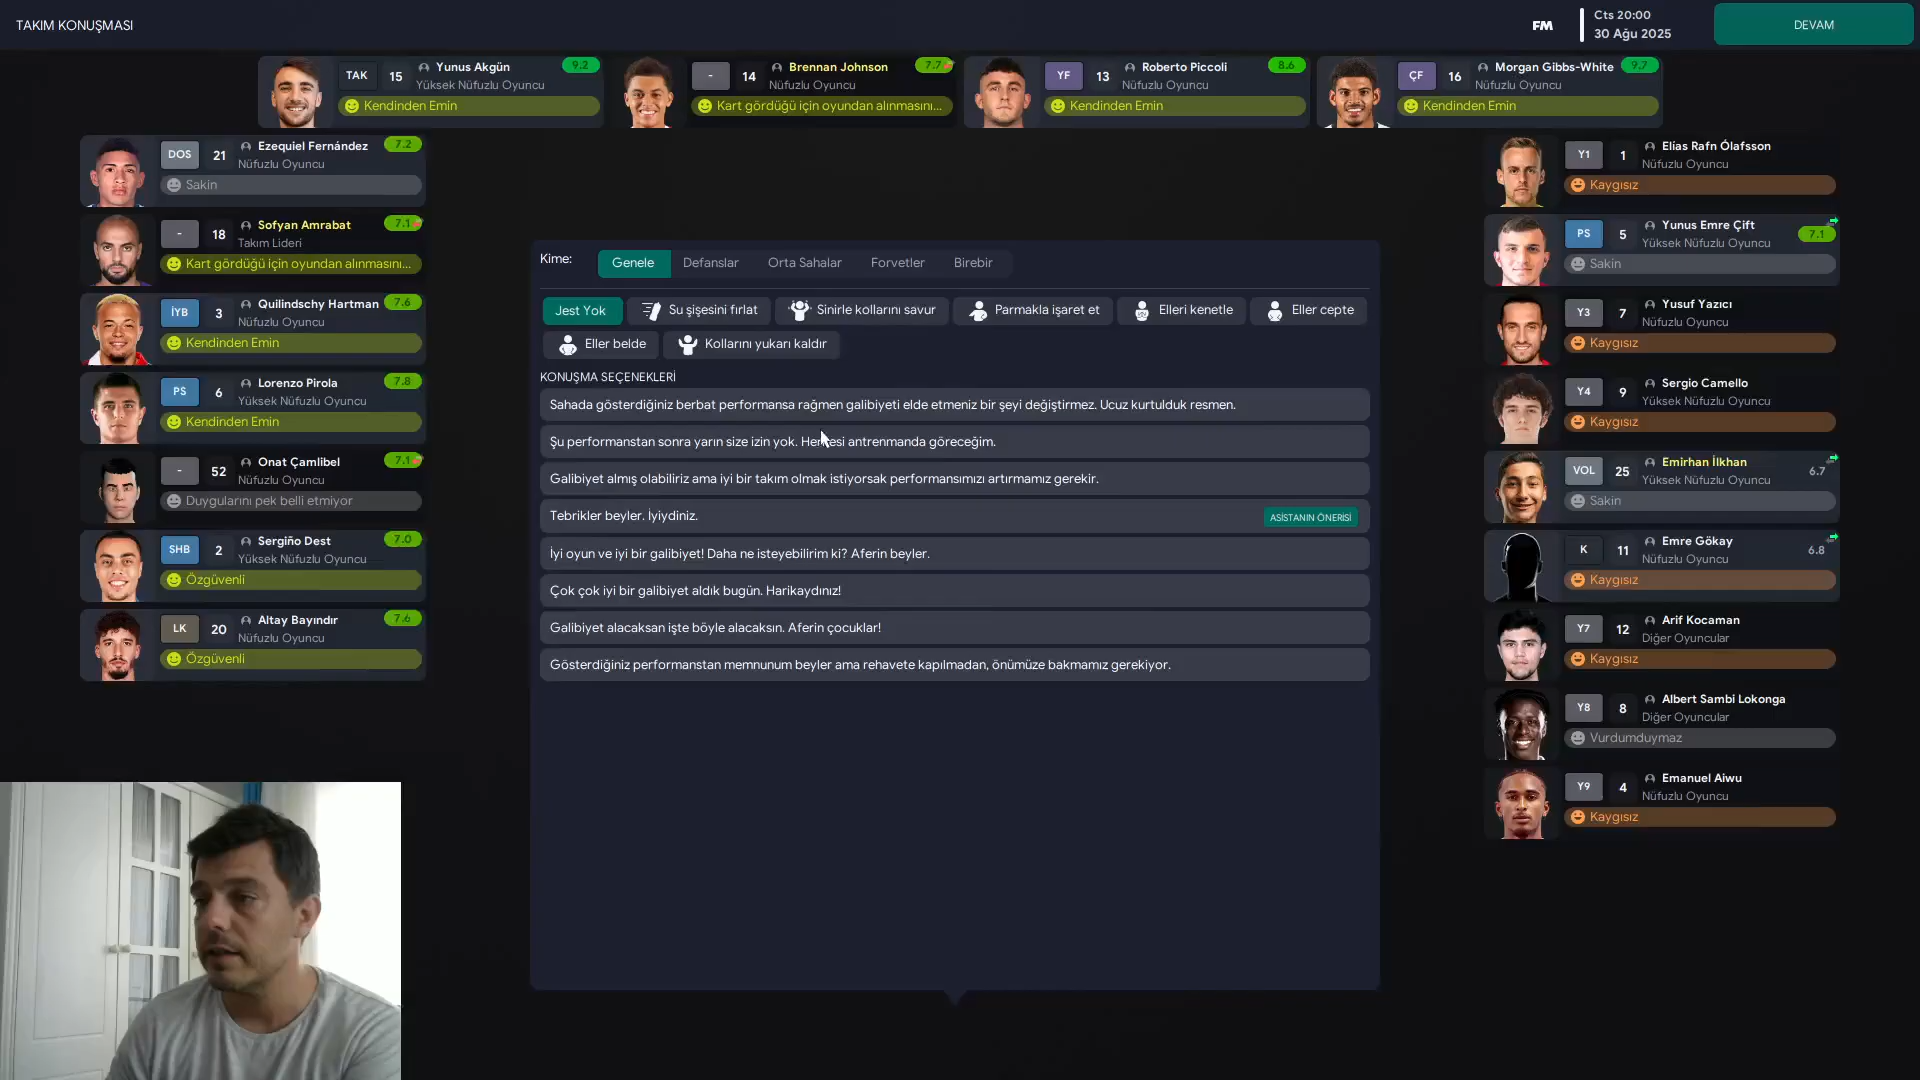 TAKIM KONUŞMASI
FM
Cts 20:00
30 Ağu 2025
DEVAM
TAK 15 Yunus Akgün 9.2
Yüksek Nüfuzlu Oyuncu
Kendinden Emin
- 14 Brennan Johnson 7.7
Nüfuzlu Oyuncu
Kart gördüğü için oyundan alınmasını...
YF 13 Roberto Piccoli 8.6
Nüfuzlu Oyuncu
Kendinden Emin
ÇF 16 Morgan Gibbs-White 9.7
Yüksek Nüfuzlu Oyuncu
Kendinden Emin
DOS 21 Ezequiel Fernández 7.2
Nüfuzlu Oyuncu
Sakin
- 18 Sofyan Amrabat 7.1
Takım Lideri
Kart gördüğü için oyundan alınmasını...
İYB 3 Quilindschy Hartman 7.6
Nüfuzlu Oyuncu
Kendinden Emin
PS 6 Lorenzo Pirola 7.8
Yüksek Nüfuzlu Oyuncu
Kendinden Emin
- 52 Onat Çamlıbel 7.1
Nüfuzlu Oyuncu
Duygularını pek belli etmiyor
SHB 2 Sergiño Dest 7.0
Yüksek Nüfuzlu Oyuncu
Özgüvenli
LK 20 Altay Bayındır 7.6
Nüfuzlu Oyuncu
Özgüvenli
Kime: Genele Defanslar Orta Sahalar Forvetler Birebir
Jest Yok Su şişesini fırlat Sinirle kollarını savur Parmakla işaret et Elleri kenetle Eller cepte
Eller belde Kollarını yukarı kaldır
KONUŞMA SEÇENEKLERİ
Sahada gösterdiğiniz berbat performansa rağmen galibiyeti elde etmeniz bir şeyi değiştirmez. Ucuz kurtulduk resmen.
Şu performanstan sonra yarın size izin yok. Herkesi antrenmanda göreceğim.
Galibiyet almış olabiliriz ama iyi bir takım olmak istiyorsak performansımızı artırmamız gerekir.
Tebrikler beyler. İyiydiniz. ASİSTANIN ÖNERİSİ
İyi oyun ve iyi bir galibiyet! Daha ne isteyebilirim ki? Aferin beyler.
Çok çok iyi bir galibiyet aldık bugün. Harikaydınız!
Galibiyet alacaksan işte böyle alacaksın. Aferin çocuklar!
Gösterdiğiniz performanstan memnunum beyler ama rehavete kapılmadan, önümüze bakmamız gerekiyor.
Y1 1 Elías Rafn Ólafsson
Nüfuzlu Oyuncu
Kaygısız
PS 5 Yunus Emre Çift 7.1
Yüksek Nüfuzlu Oyuncu
Sakin
Y3 7 Yusuf Yazıcı
Nüfuzlu Oyuncu
Kaygısız
Y4 9 Sergio Camello
Yüksek Nüfuzlu Oyuncu
Kaygısız
VOL 25 Emirhan İlkhan 6.7
Yüksek Nüfuzlu Oyuncu
Sakin
K 11 Emre Gökay 6.8
Nüfuzlu Oyuncu
Kaygısız
Y7 12 Arif Kocaman
Diğer Oyuncular
Kaygısız
Y8 8 Albert Sambi Lokonga
Diğer Oyuncular
Vurdumduymaz
Y9 4 Emanuel Aiwu
Nüfuzlu Oyuncu
Kaygısız